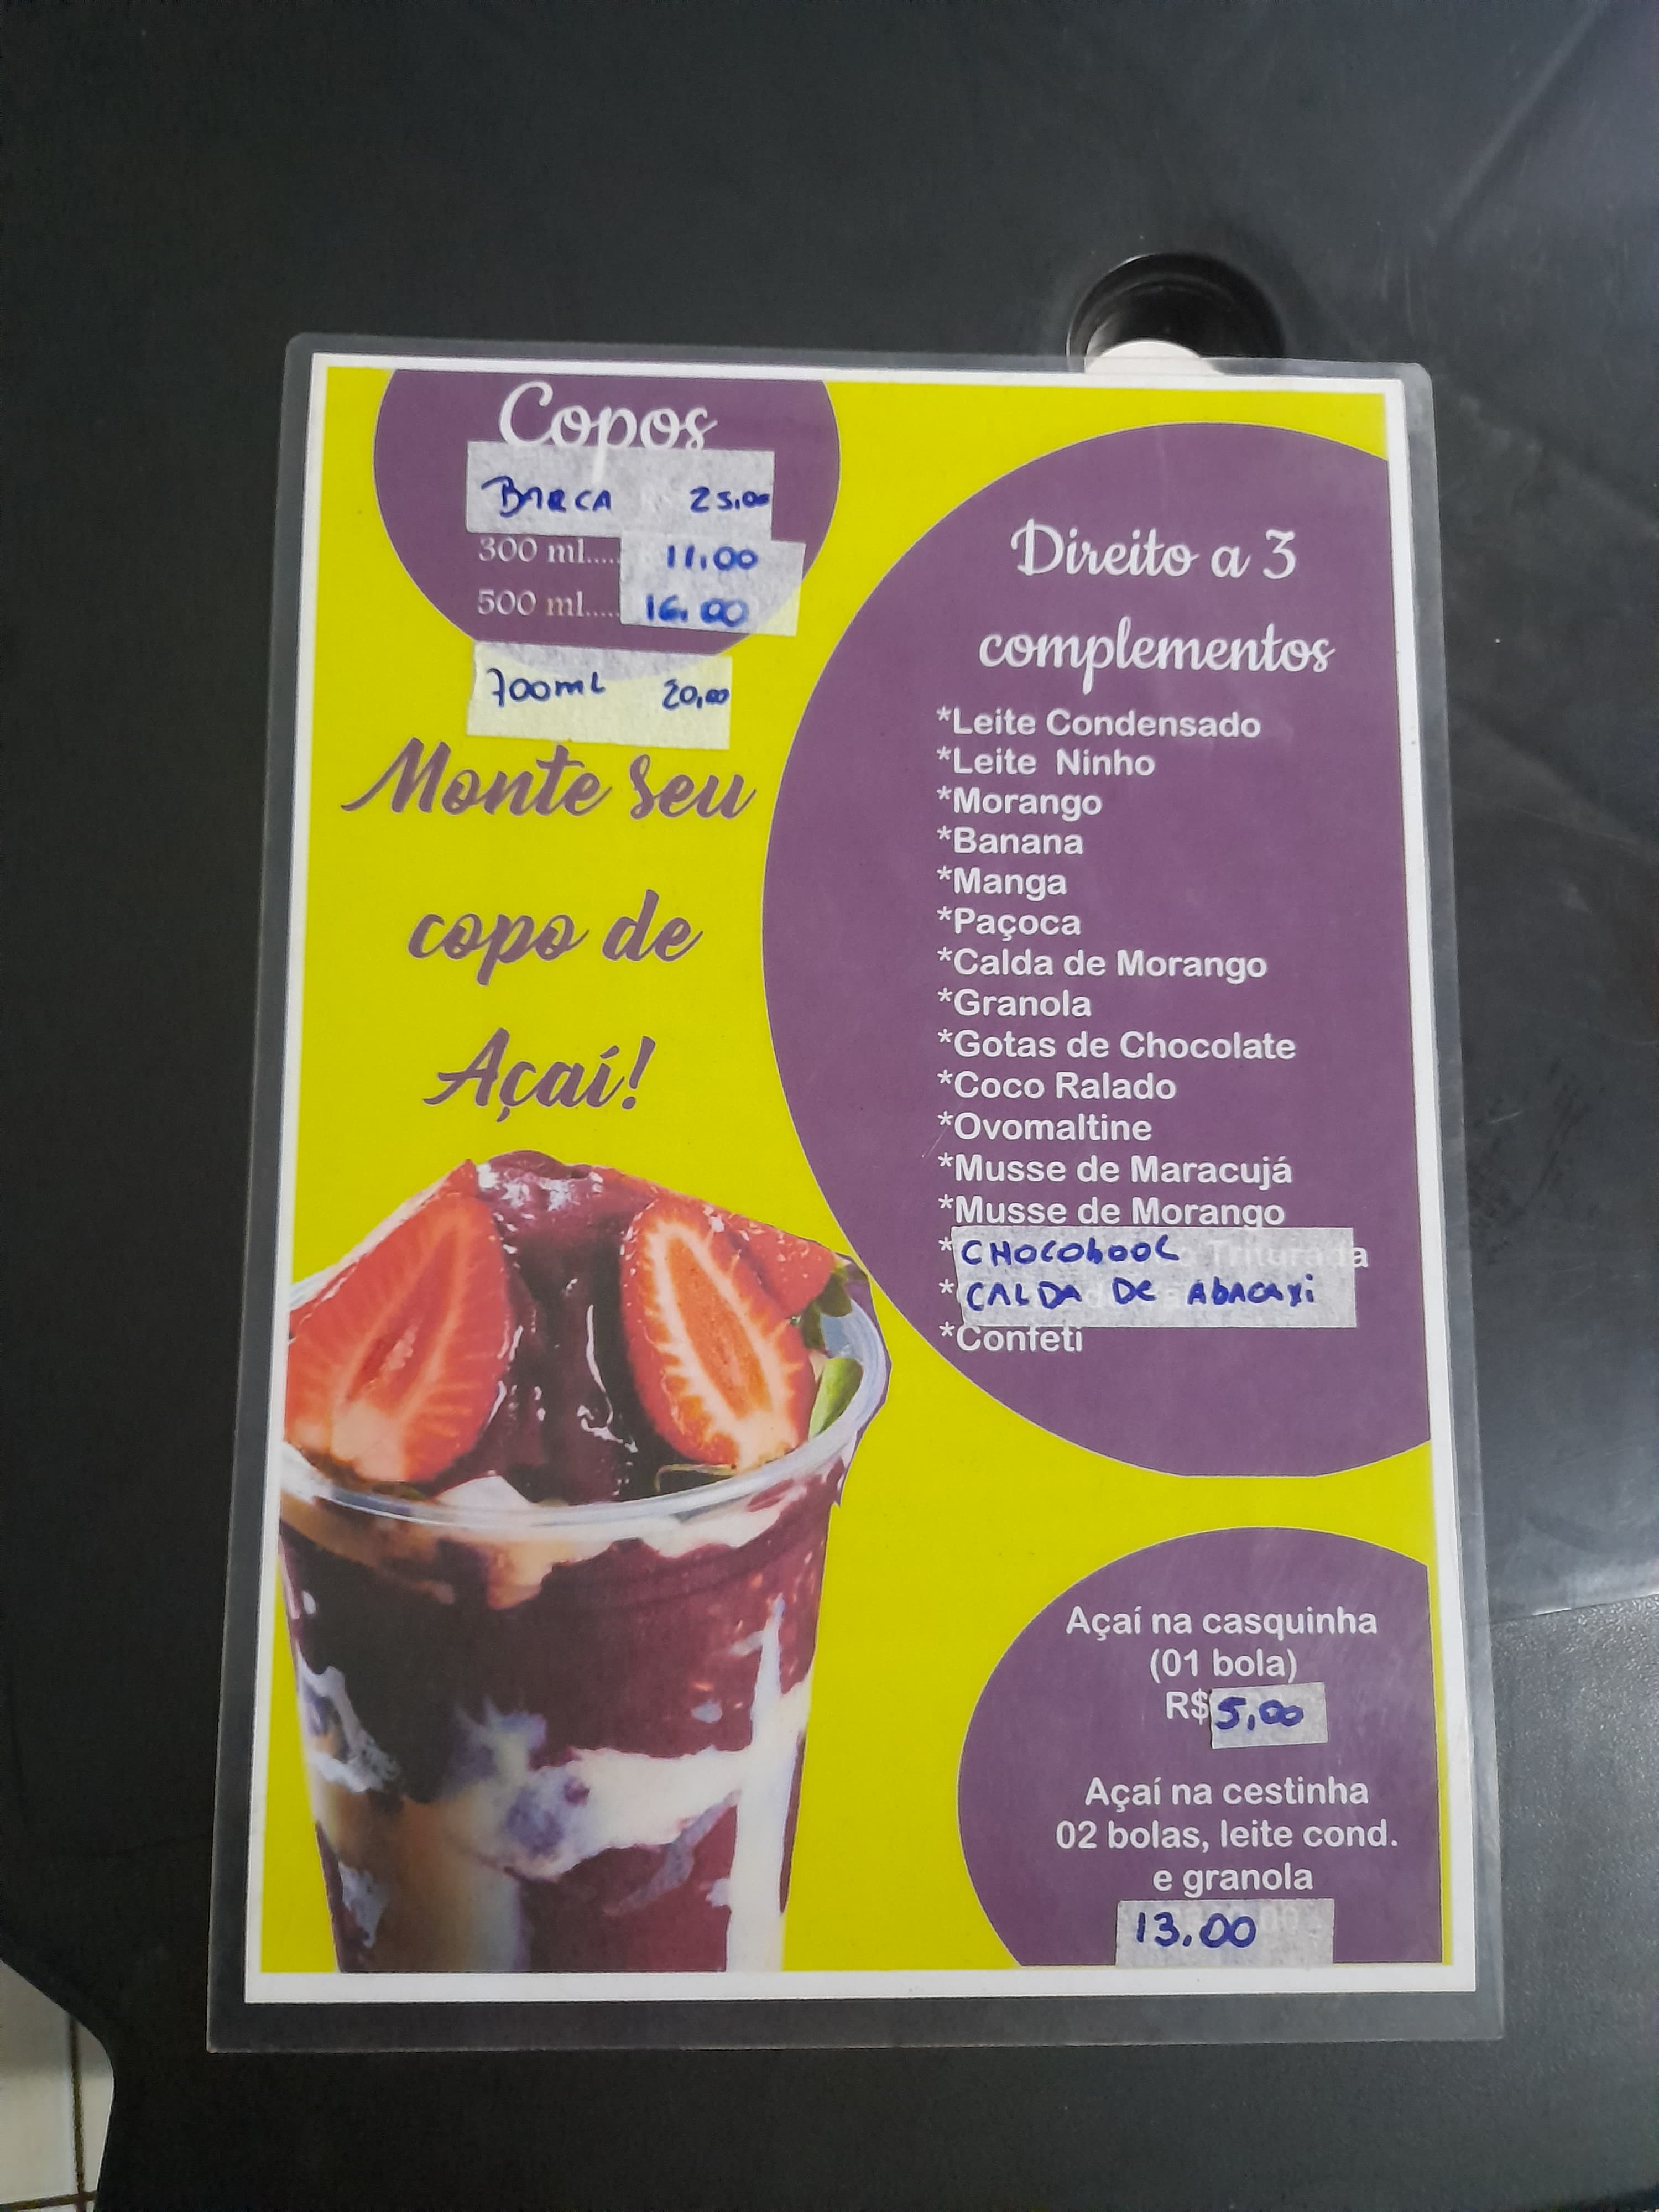 Copos
BARCA 25,00
300 ml..... 11.00
500 ml..... 16.00
700mL 20,00
Monte seu
copo de
Açaí!
Direito a 3
complementos
*Leite Condensado
*Leite Ninho
*Morango
*Banana
*Manga
*Paçoca
*Calda de Morango
*Granola
*Gotas de Chocolate
*Coco Ralado
*Ovomaltine
*Musse de Maracujá
*Musse de Morango
*CHOCObOOL Triturada
*CALDA DE AbACAXi
*Confeti
Açaí na casquinha
(01 bola)
R$ 5,00
Açaí na cestinha
02 bolas, leite cond.
e granola
13.00